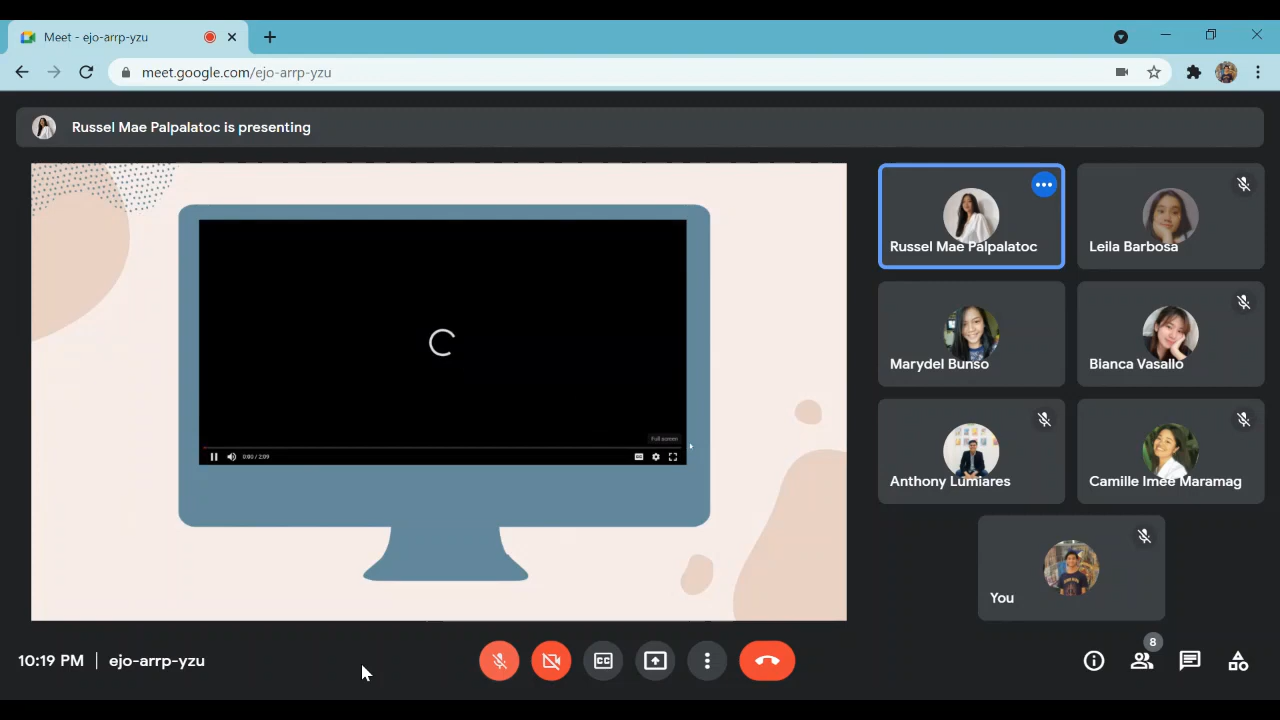 Meet - ejo-arrp-yzu
meet.google.com/ejo-arrp-yzu
Russel Mae Palpalatoc is presenting
Full screen
0:00 / 2:09
Russel Mae Palpalatoc
Leila Barbosa
Marydel Bunso
Bianca Vasallo
Anthony Lumiares
Camille Imee Maramag
You
10:19 PM | ejo-arrp-yzu
CC
8